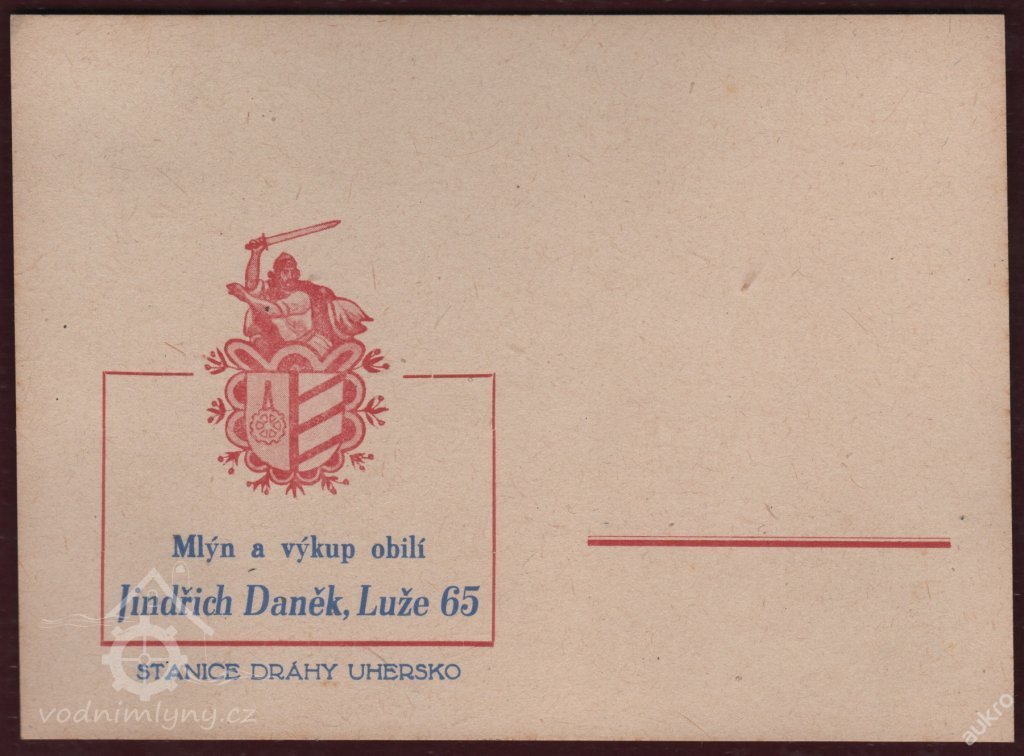 Mlýn a výkup obilí
Jindřich Daněk, Luže 65
STANICE DRÁHY UHERSKO
vodnimlyny.cz
aukro